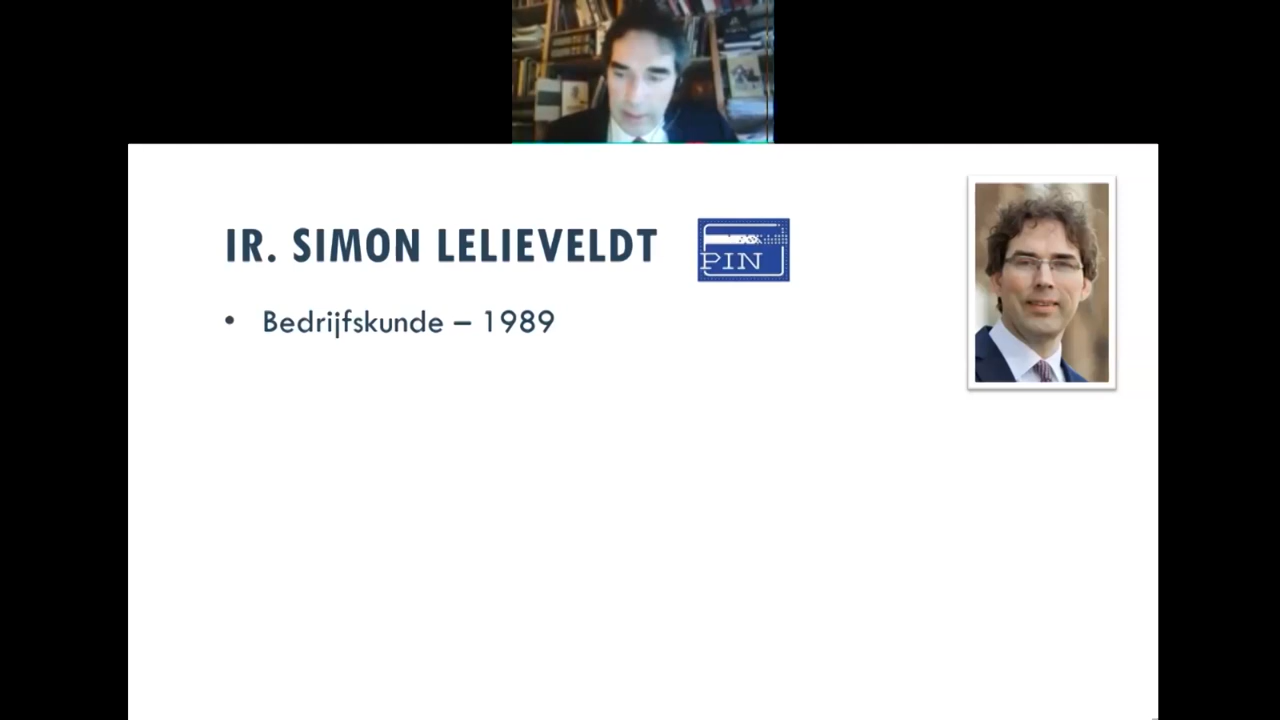 IR. SIMON LELIEVELDT
PIN
• Bedrijfskunde – 1989